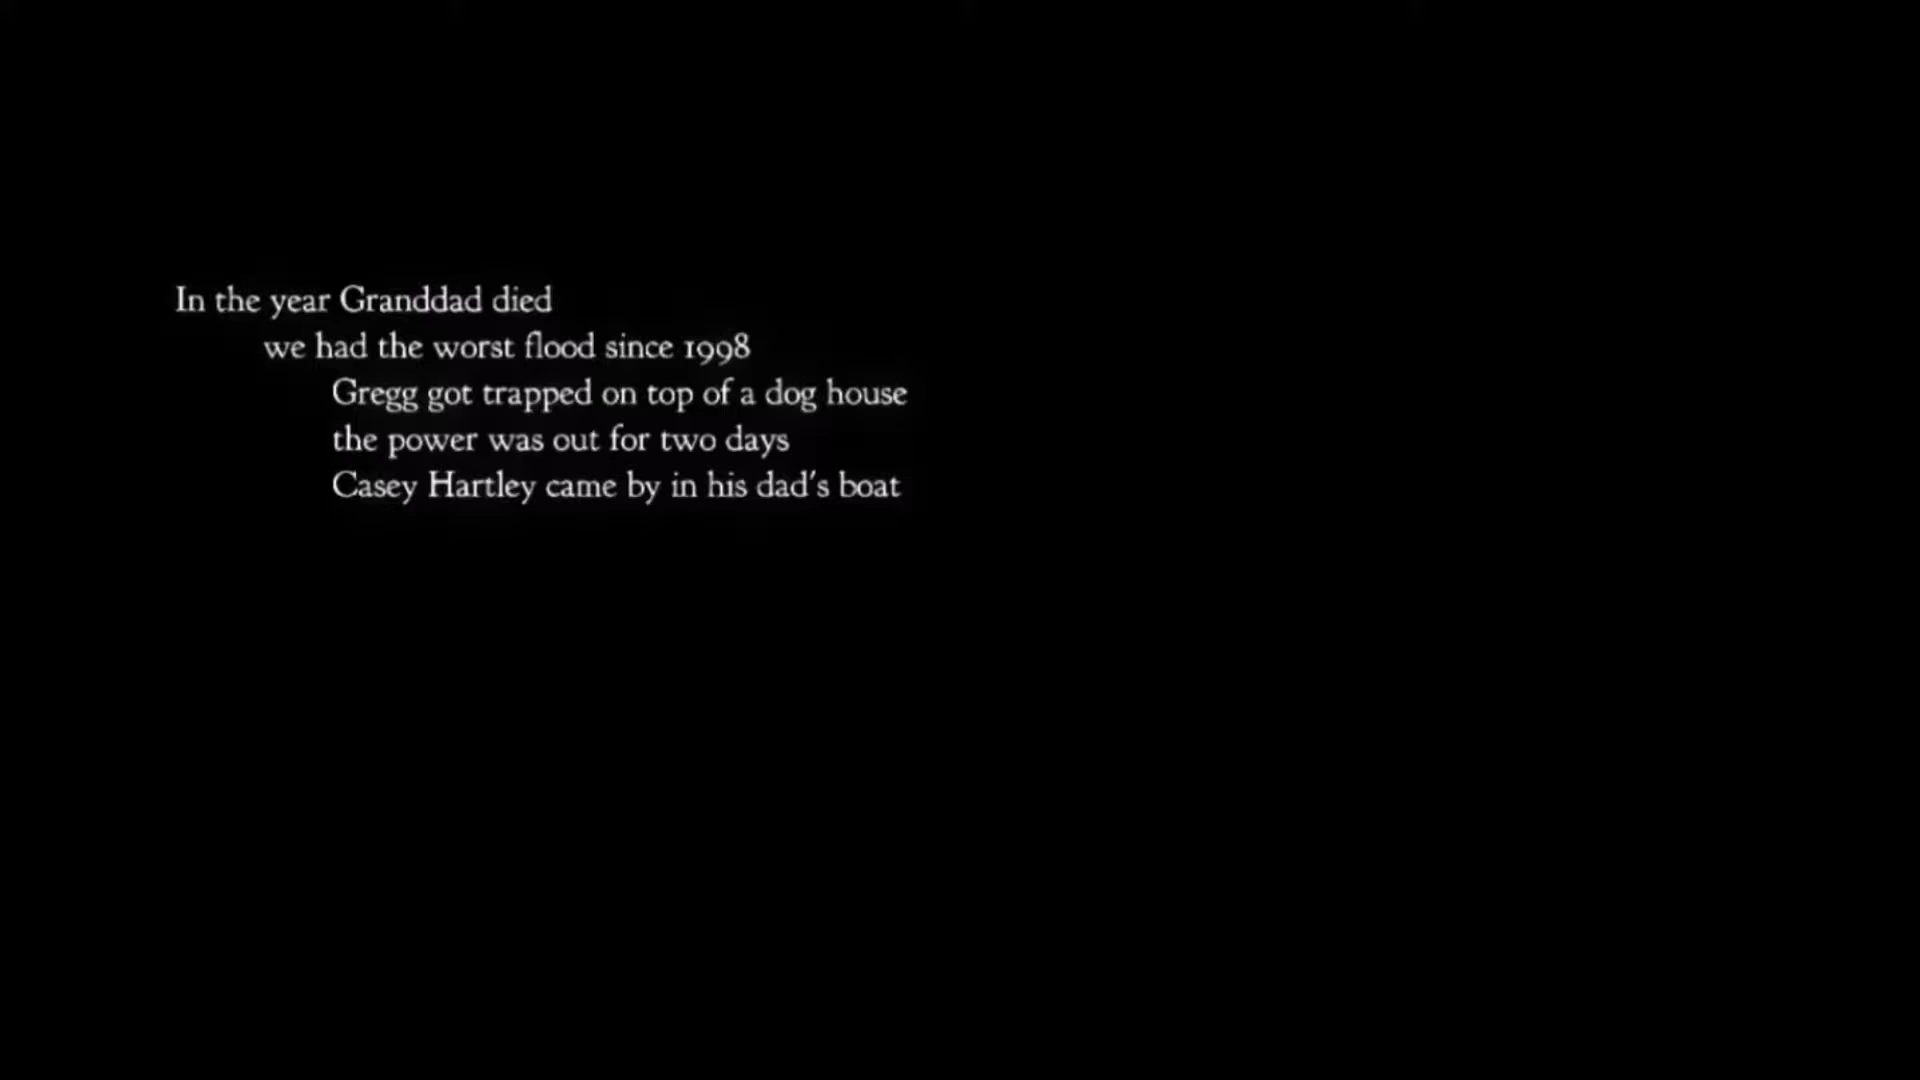 In the year Granddad died
we had the worst flood since 1998
Gregg got trapped on top of a dog house
the power was out for two days
Casey Hartley came by in his dad's boat